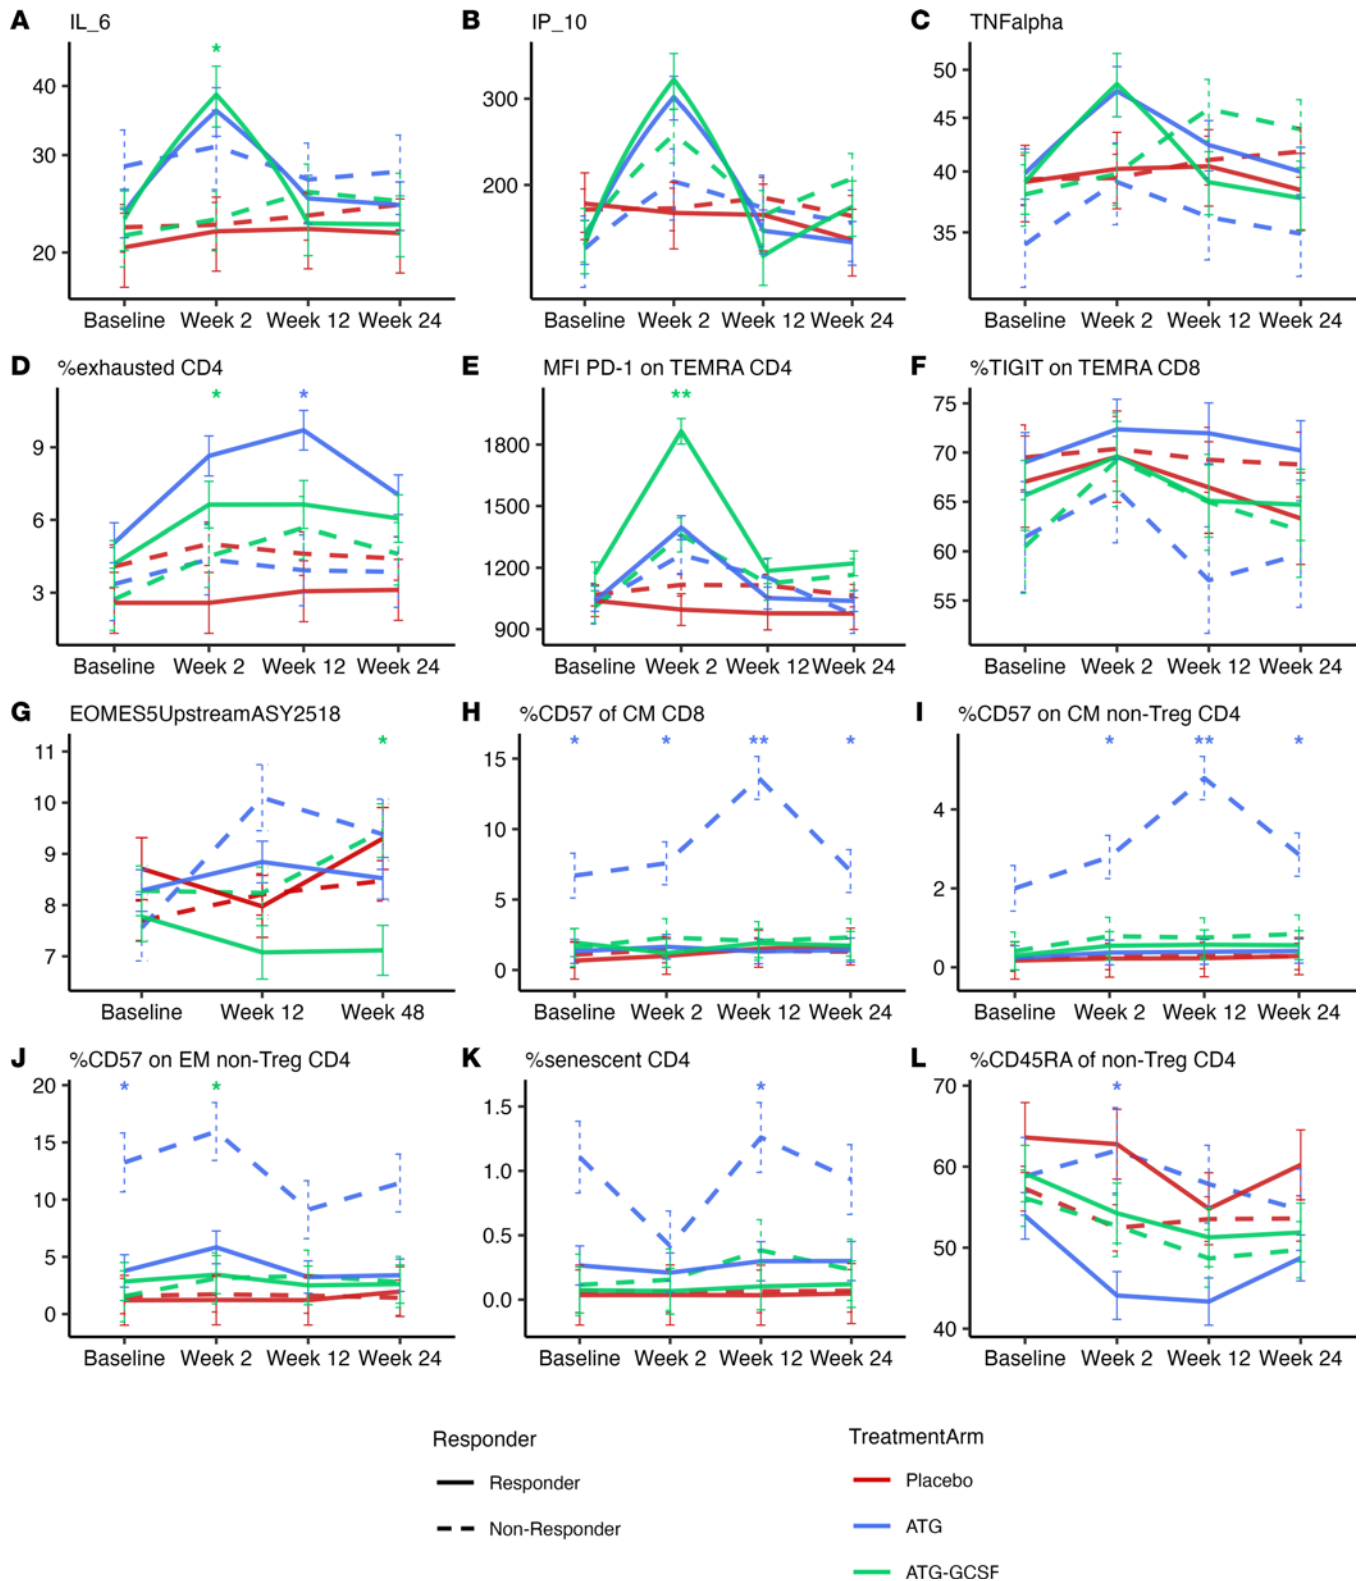 A IL_6
B IP_10
C TNFalpha
*
40
30
20
300
200
50
45
40
35
Baseline Week 2 Week 12 Week 24
Baseline Week 2 Week 12 Week 24
Baseline Week 2 Week 12 Week 24
D %exhausted CD4
E MFI PD-1 on TEMRA CD4
F %TIGIT on TEMRA CD8
* *
**
9
6
3
1800
1500
1200
900
75
70
65
60
55
Baseline Week 2 Week 12 Week 24
Baseline Week 2 Week 12 Week 24
Baseline Week 2 Week 12 Week 24
G EOMES5UpstreamASY2518
H %CD57 of CM CD8
I %CD57 on CM non-Treg CD4
*
* * ** *
* ** *
11
10
9
8
7
15
10
5
0
4
2
0
Baseline Week 12 Week 48
Baseline Week 2 Week 12 Week 24
Baseline Week 2 Week 12 Week 24
J %CD57 on EM non-Treg CD4
K %senescent CD4
L %CD45RA of non-Treg CD4
* *
*
*
20
15
10
5
0
1.5
1.0
0.5
0.0
70
60
50
40
Baseline Week 2 Week 12 Week 24
Baseline Week 2 Week 12 Week 24
Baseline Week 2 Week 12 Week 24
Responder
Responder
Non-Responder
TreatmentArm
Placebo
ATG
ATG-GCSF